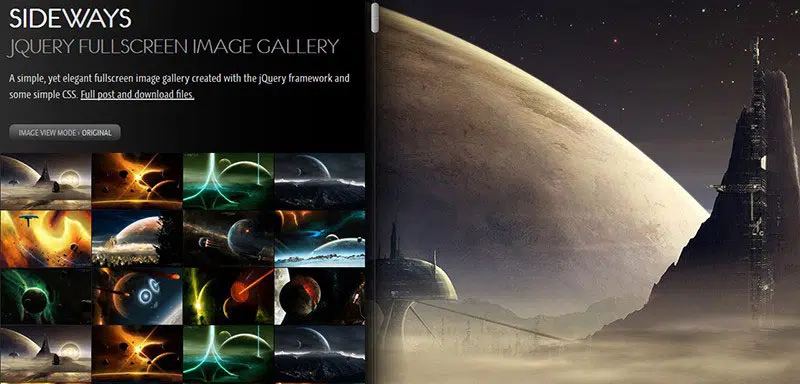 SIDEWAYS
JQUERY FULLSCREEN IMAGE GALLERY
A simple, yet elegant fullscreen image gallery created with the jQuery framework and
some simple CSS. Full post and download files.
IMAGE VIEW MODE : ORIGINAL